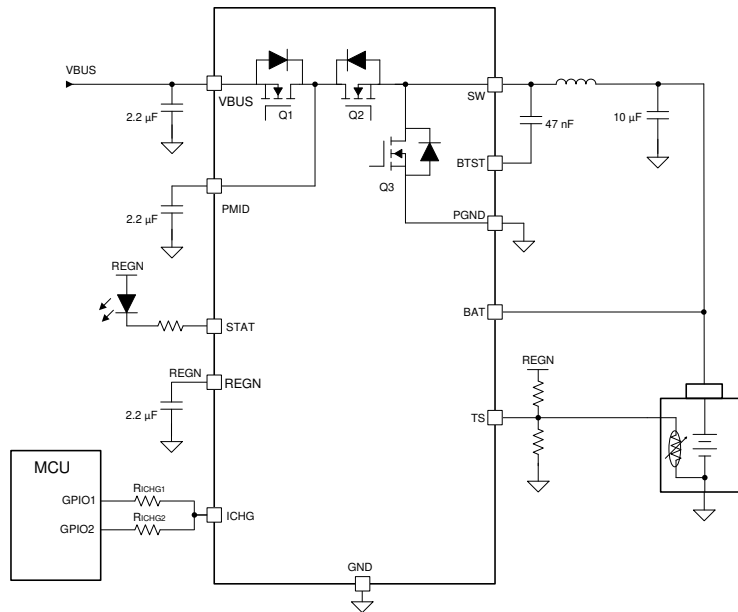 VBUS
2.2 µF
VBUS
Q1
Q2
SW
47 nF
10 µF
BTST
Q3
PMID
2.2 µF
PGND
REGN
STAT
BAT
REGN
REGN
2.2 µF
REGN
TS
MCU
GPIO1
RICHG1
GPIO2
RICHG2
ICHG
GND